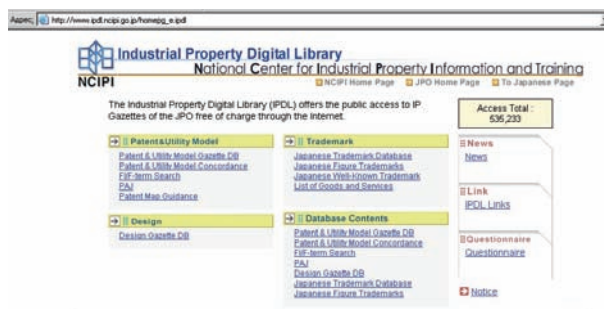 Адрес: http://www.ipdl.ncipi.go.jp/homepg_e.ipdl
Industrial Property Digital Library
National Center for Industrial Property Information and Training
NCIPI
NCIPI Home Page JPO Home Page To Japanese Page
The Industrial Property Digital Library (IPDL) offers the public access to IP
Gazettes of the JPO free of charge through the Internet.
Access Total :
535,233
Patent&Utility Model
Patent & Utility Model Gazette DB
Patent & Utility Model Concordance
FI/F-term Search
PAJ
Patent Map Guidance
Design
Design Gazette DB
Trademark
Japanese Trademark Database
Japanese Figure Trademarks
Japanese Well-Known Trademark
List of Goods and Services
Database Contents
Patent & Utility Model Gazette DB
Patent & Utility Model Concordance
FI/F-term Search
PAJ
Design Gazette DB
Japanese Trademark Database
Japanese Figure Trademarks
News
News
Link
IPDL Links
Questionnaire
Questionnaire
Notice